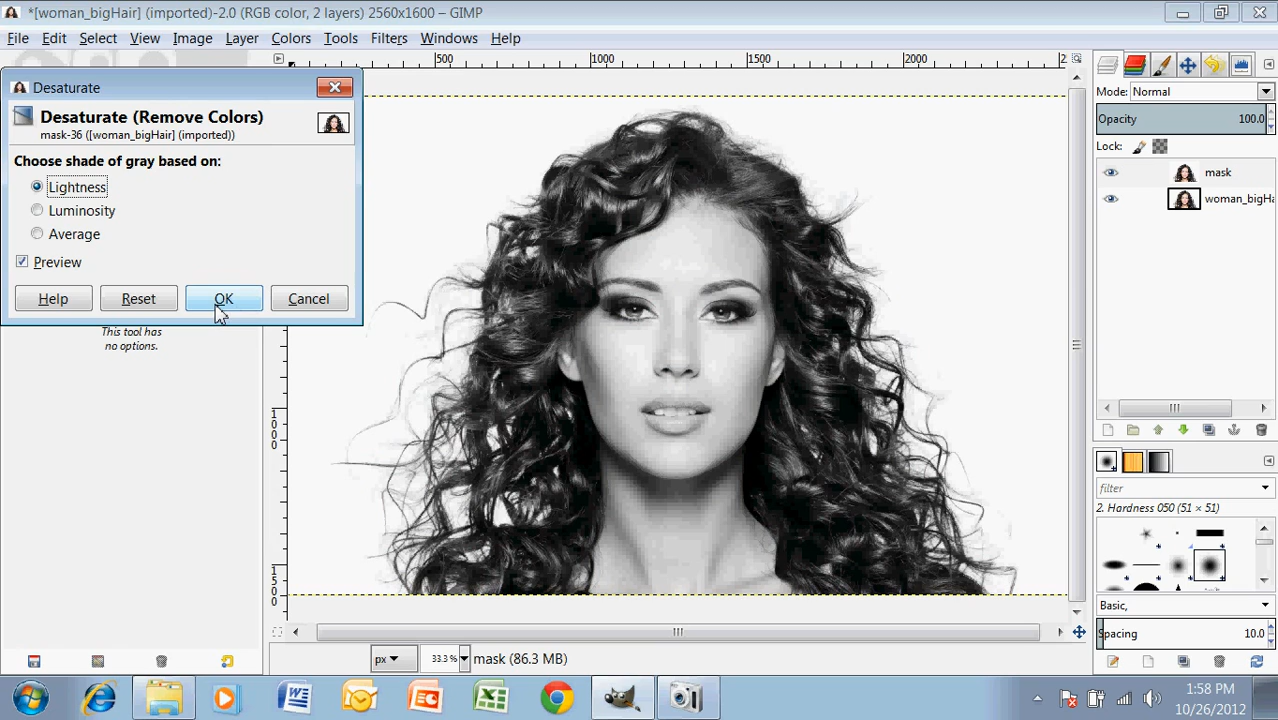 *[woman_bigHair] (imported)-2.0 (RGB color, 2 layers) 2560x1600 – GIMP
File Edit Select View Image Layer Colors Tools Filters Windows Help
500 1000 1500 2000 2
Desaturate
Desaturate (Remove Colors)
mask-36 ([woman_bigHair] (imported))
Choose shade of gray based on:
Lightness
Luminosity
Average
Preview
Help Reset OK Cancel
This tool has
no options.
1000
1500
Mode: Normal
Opacity 100.0
Lock:
mask
woman_bigHa
filter
2. Hardness 050 (51 × 51)
Basic,
Spacing 10.0
px 33.3 % mask (86.3 MB)
1:58 PM
10/26/2012